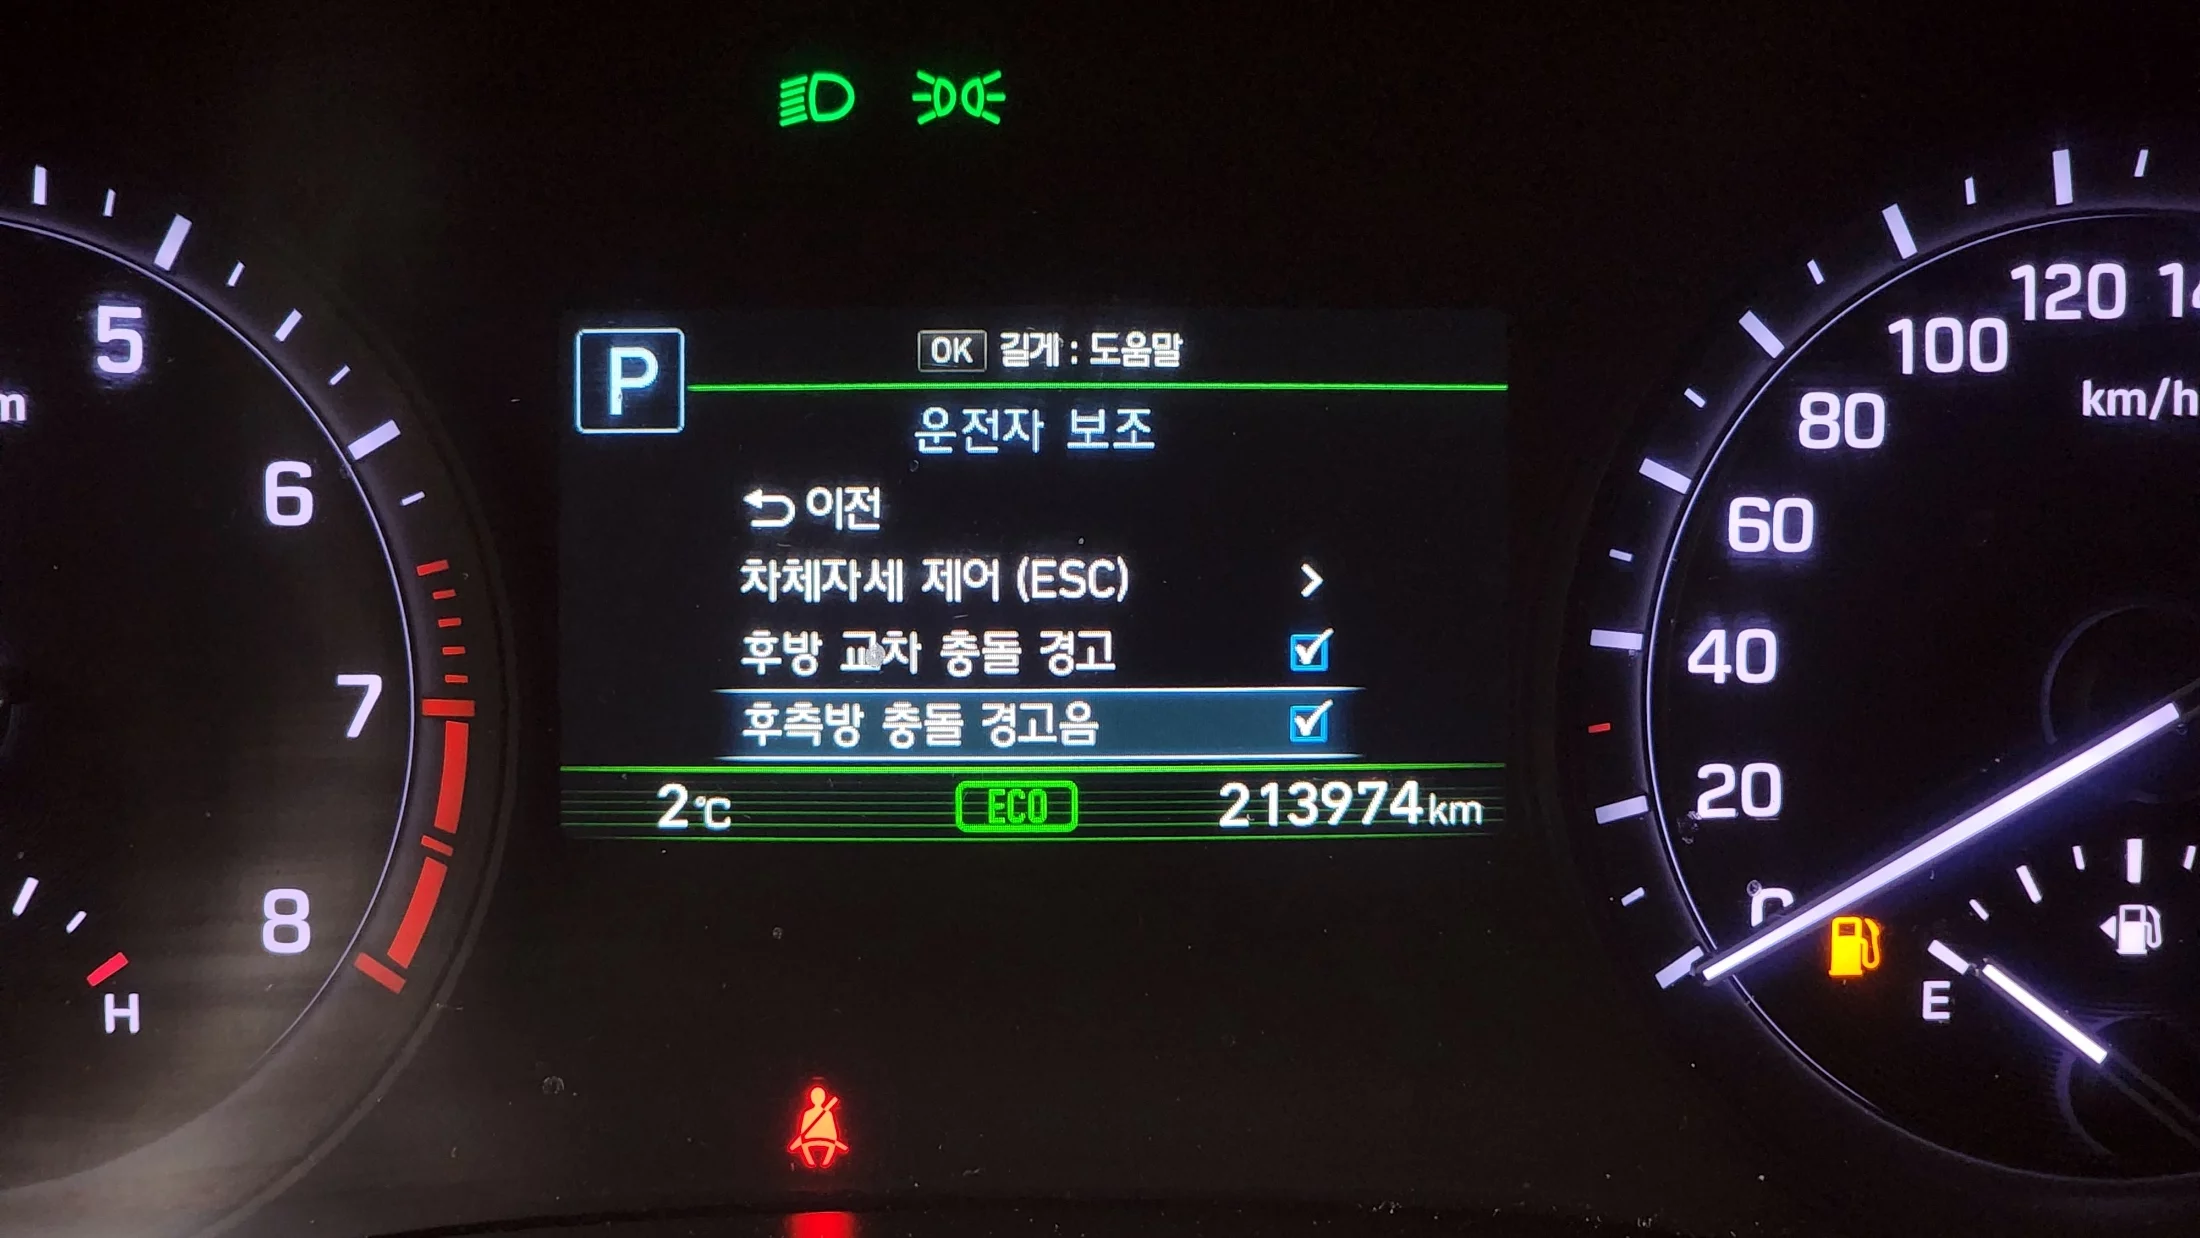 OK 길게 : 도움말
P
운전자 보조
이전
차체자세 제어 (ESC)
후방 교차 충돌 경고
후측방 충돌 경고음
2℃ ECO 213974km
5
6
7
8
H
120
100
km/h
80
60
40
20
0
E